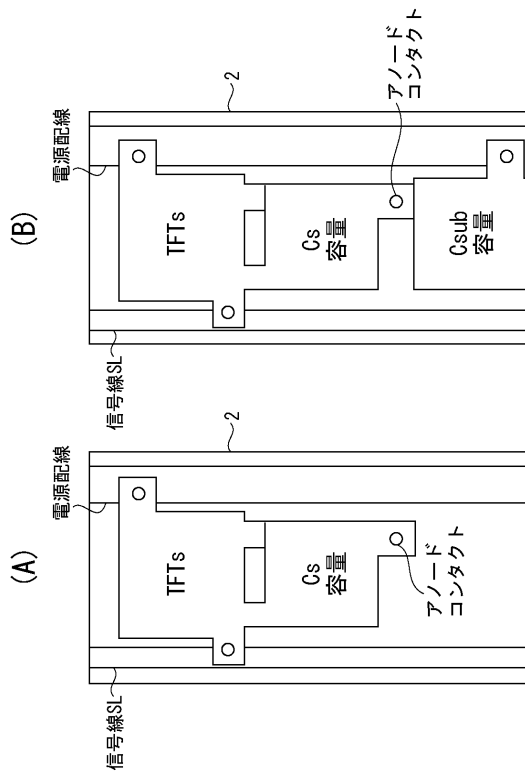 (A)
信号線SL
電源配線
2
TFTs
Cs
容量
アノード
コンタクト
(B)
信号線SL
電源配線
2
TFTs
Cs
容量
アノード
コンタクト
Csub
容量